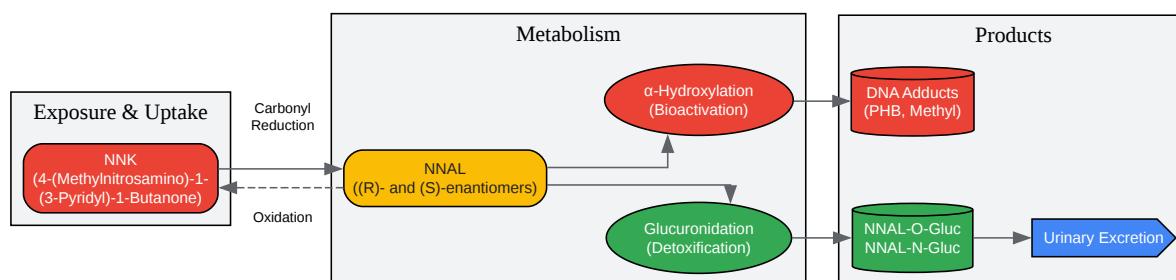 Exposure & Uptake
NNK
(4-(Methylnitrosamino)-1-
(3-Pyridyl)-1-Butanone)
Carbonyl
Reduction
Oxidation
Metabolism
NNAL
((R)- and (S)-enantiomers)
α-Hydroxylation
(Bioactivation)
Glucuronidation
(Detoxification)
Products
DNA Adducts
(PHB, Methyl)
NNAL-O-Gluc
NNAL-N-Gluc
Urinary Excretion